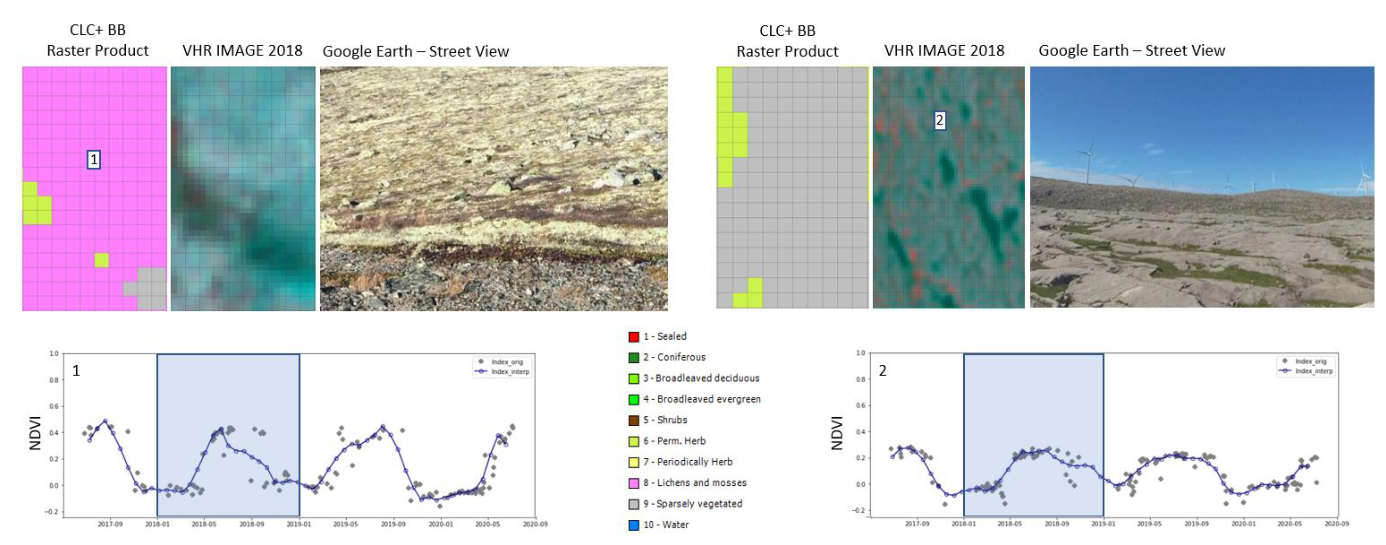 CLC+ BB
Raster Product
VHR IMAGE 2018
Google Earth – Street View
1
CLC+ BB
Raster Product
VHR IMAGE 2018
Google Earth – Street View
2
1 - Sealed
2 - Coniferous
3 - Broadleaved deciduous
4 - Broadleaved evergreen
5 - Shrubs
6 - Perm. Herb
7 - Periodically Herb
8 - Lichens and mosses
9 - Sparsely vegetated
10 - Water
1
NDVI
Index_orig
Index_interp
1.0
0.8
0.6
0.4
0.2
0.0
−0.2
2017-09 2018-01 2018-05 2018-09 2019-01 2019-05 2019-09 2020-01 2020-05 2020-09
2
NDVI
Index_orig
Index_interp
1.0
0.8
0.6
0.4
0.2
0.0
−0.2
2017-09 2018-01 2018-05 2018-09 2019-01 2019-05 2019-09 2020-01 2020-05 2020-09